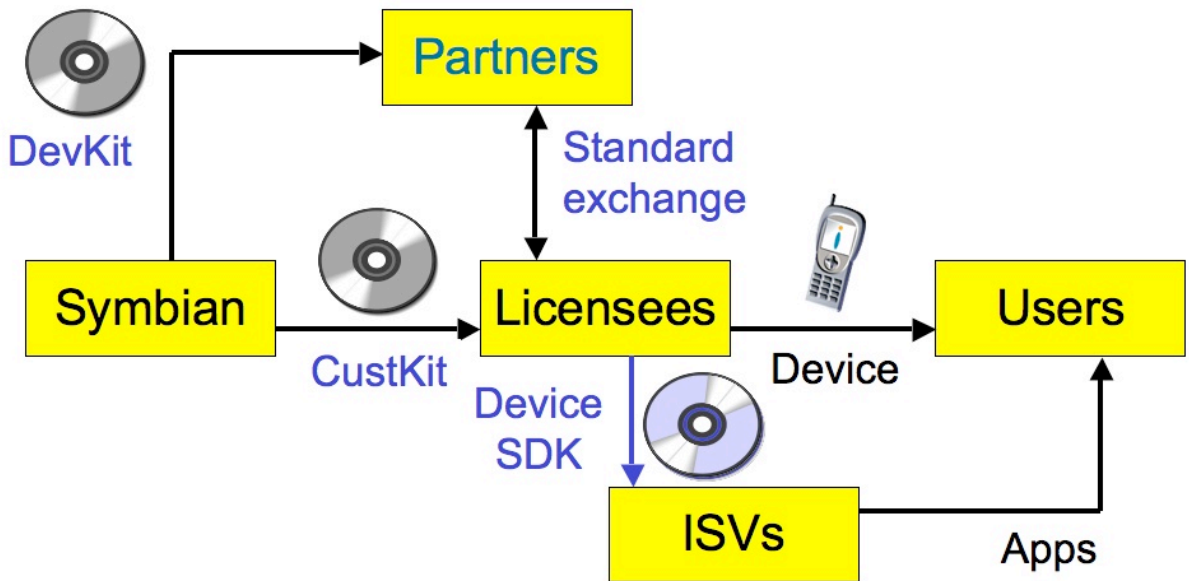 Partners
DevKit
Standard
exchange
Symbian
Licensees
Users
CustKit
Device
Device
SDK
ISVs
Apps